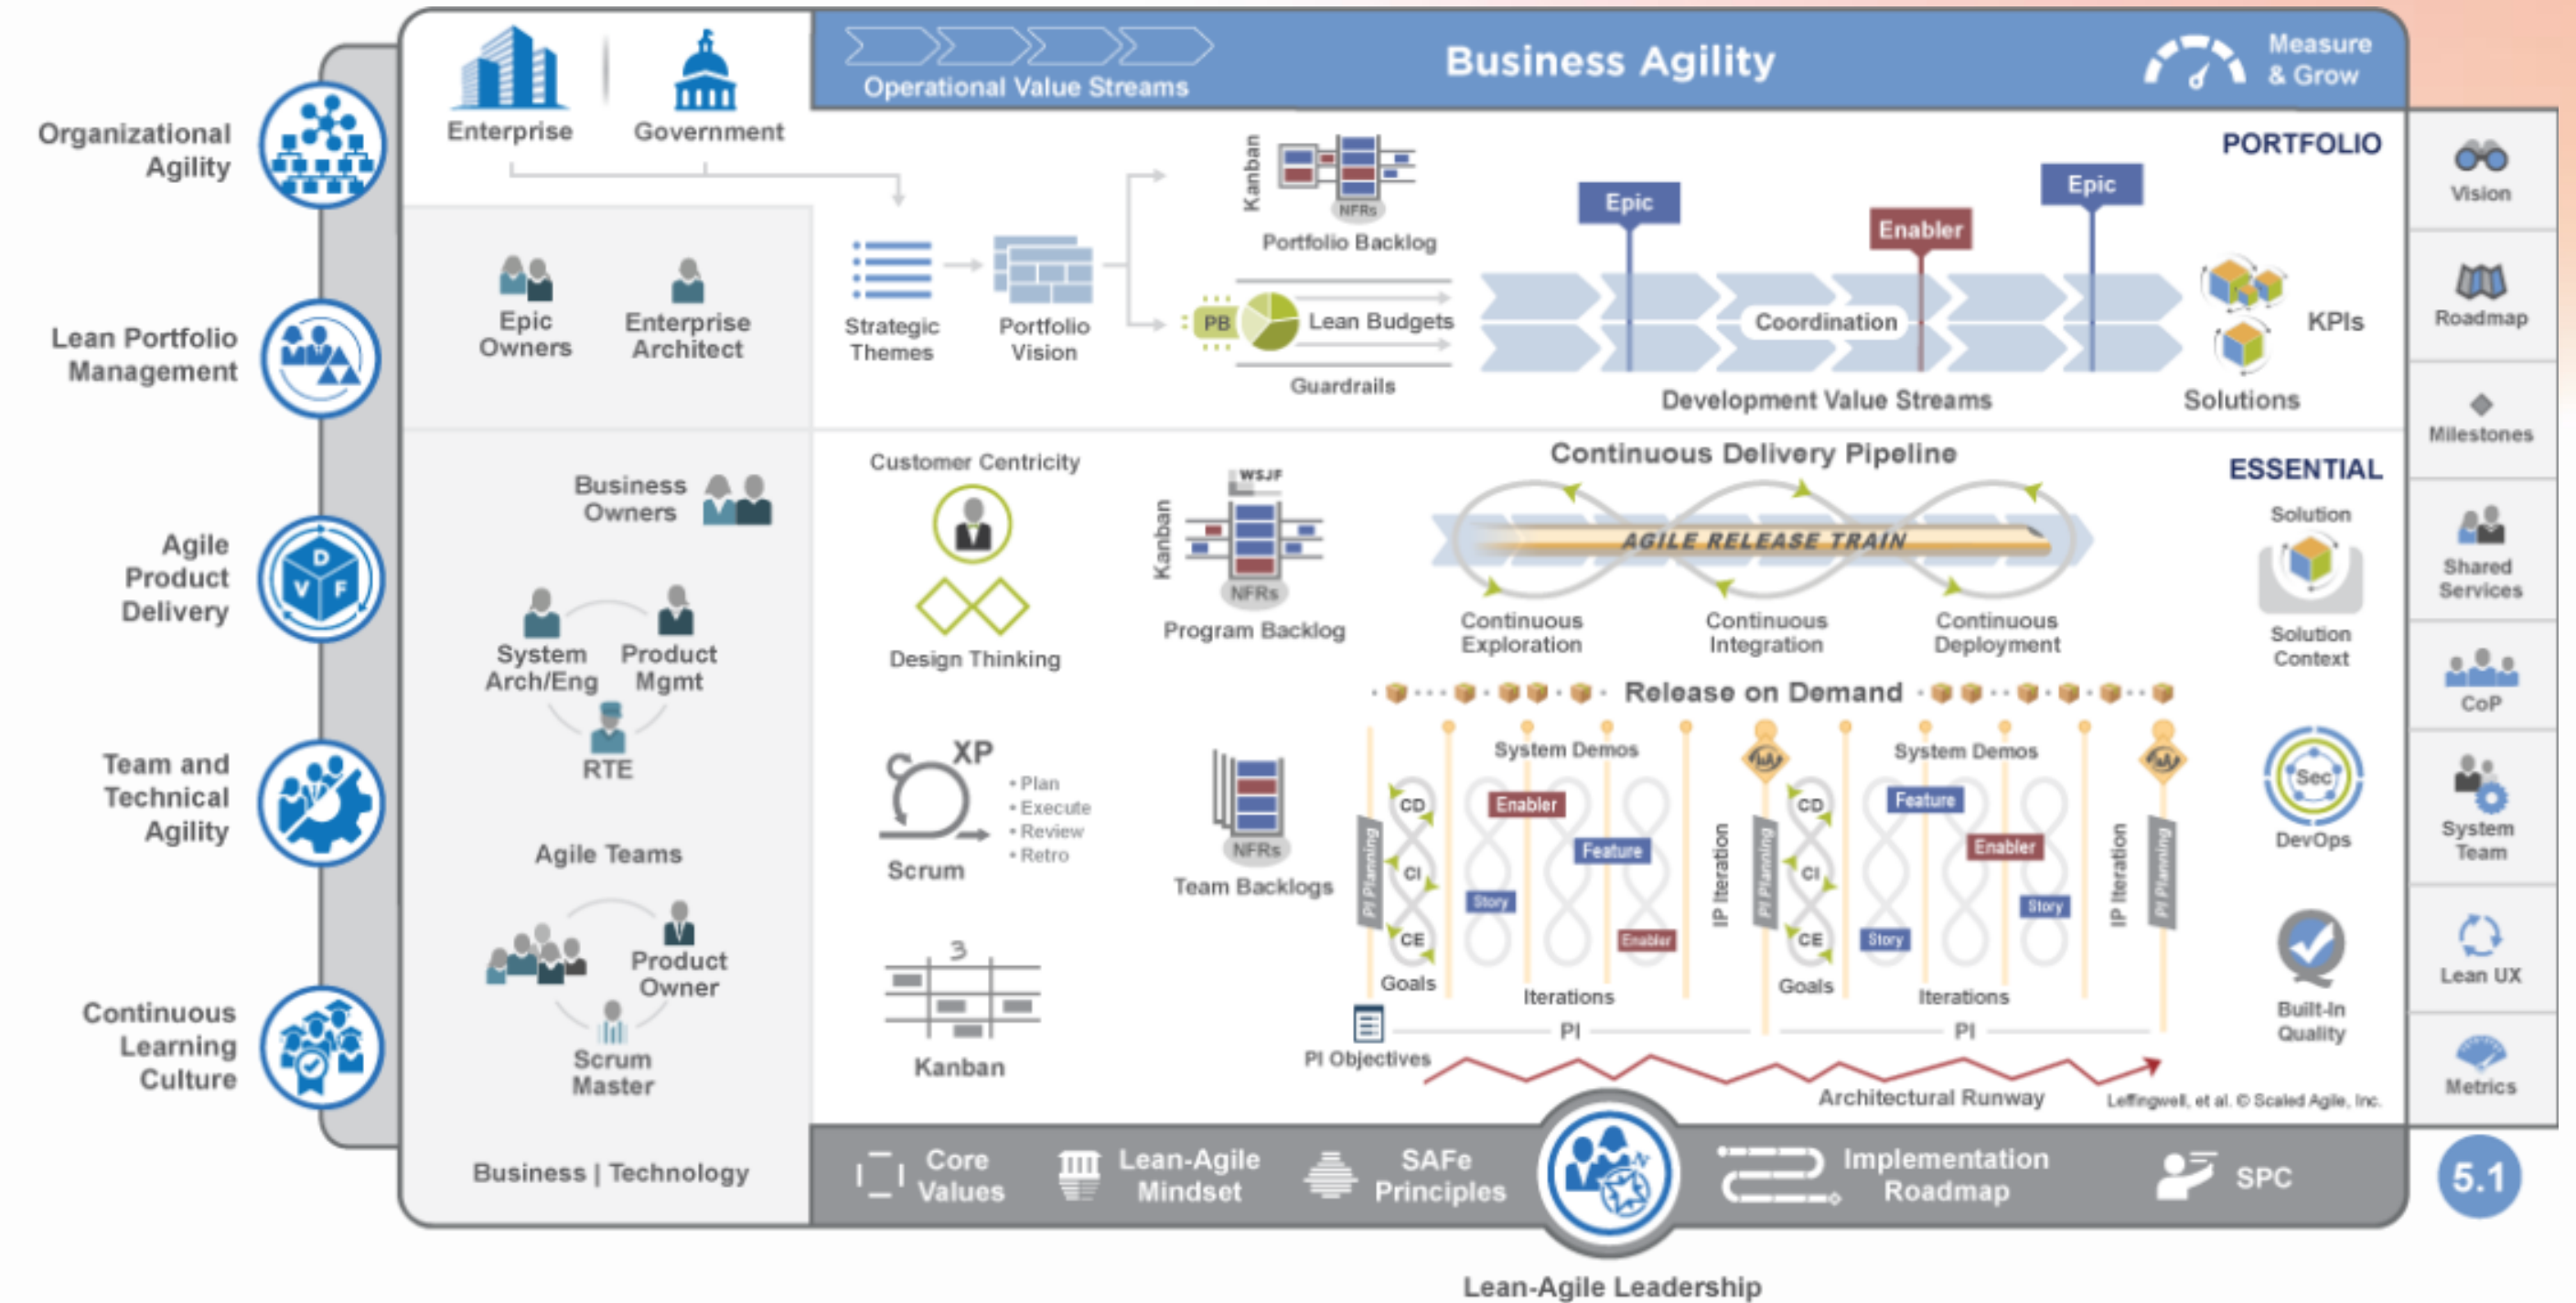 Organizational
Agility
Lean Portfolio
Management
Agile
Product
Delivery
D
V F
Team and
Technical
Agility
Continuous
Learning
Culture
Enterprise
Government
Operational Value Streams
Business Agility
Measure
& Grow
PORTFOLIO
Epic
Owners
Enterprise
Architect
Strategic
Themes
Portfolio
Vision
Kanban
NFRs
Portfolio Backlog
PB
Lean Budgets
Guardrails
Epic
Enabler
Epic
Coordination
Development Value Streams
KPIs
Solutions
Business
Owners
System
Arch/Eng
Product
Mgmt
RTE
Agile Teams
Product
Owner
Scrum
Master
Business | Technology
Customer Centricity
Design Thinking
Kanban
WSJF
NFRs
Program Backlog
Continuous Delivery Pipeline
AGILE RELEASE TRAIN
Continuous
Exploration
Continuous
Integration
Continuous
Deployment
ESSENTIAL
Solution
Solution
Context
Release on Demand
XP
• Plan
• Execute
• Review
• Retro
Scrum
3
Kanban
NFRs
Team Backlogs
PI Planning
CD
CI
CE
Goals
System Demos
Enabler
Feature
Story
Enabler
Iterations
IP Iteration
I&A
PI Planning
CD
CI
CE
Goals
System Demos
Feature
Enabler
Story
Story
Iterations
IP Iteration
I&A
PI Planning
PI Objectives
PI
PI
Architectural Runway
Sec
DevOps
Built-In
Quality
Leffingwell, et al. © Scaled Agile, Inc.
Core
Values
Lean-Agile
Mindset
SAFe
Principles
Implementation
Roadmap
SPC
Lean-Agile Leadership
Vision
Roadmap
Milestones
Shared
Services
CoP
System
Team
Lean UX
Metrics
5.1